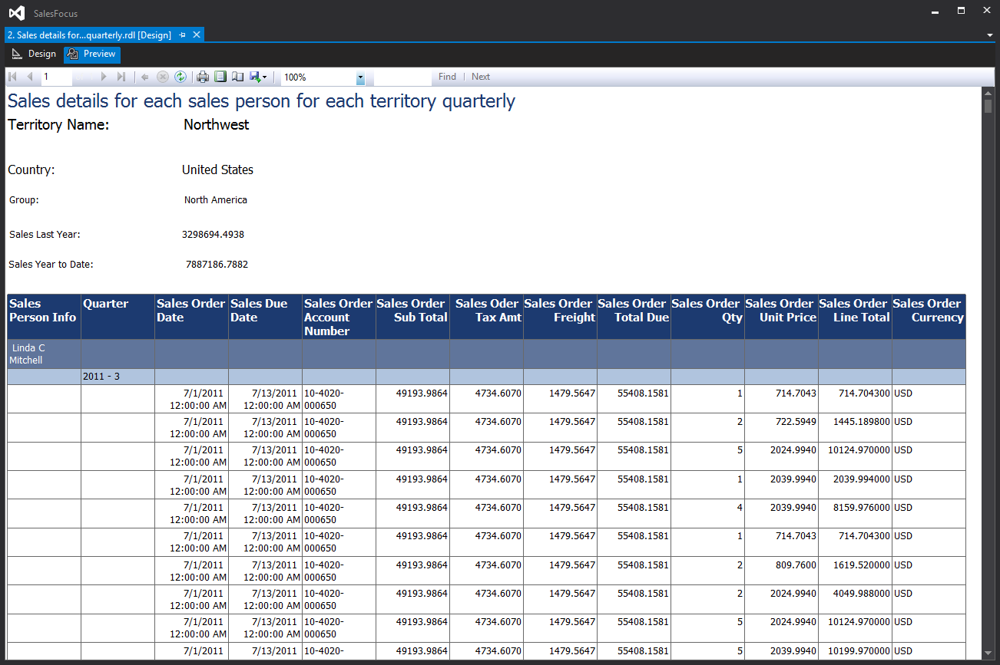 SalesFocus
2. Sales details for...quarterly.rdl [Design]
Design Preview
1 100% Find Next
Sales details for each sales person for each territory quarterly
Territory Name: Northwest
Country: United States
Group: North America
Sales Last Year: 3298694.4938
Sales Year to Date: 7887186.7882
Sales Quarter Sales Order Sales Due Sales Order Sales Order Sales Oder Sales Order Sales Order Sales Order Sales Order Sales Order Sales Order
Person Info Date Date Account Sub Total Tax Amt Freight Total Due Qty Unit Price Line Total Currency
Number
Linda C
Mitchell
2011 - 3
7/1/2011 7/13/2011 10-4020- 49193.9864 4734.6070 1479.5647 55408.1581 1 714.7043 714.704300 USD
12:00:00 AM 12:00:00 AM 000650
7/1/2011 7/13/2011 10-4020- 49193.9864 4734.6070 1479.5647 55408.1581 2 722.5949 1445.189800 USD
12:00:00 AM 12:00:00 AM 000650
7/1/2011 7/13/2011 10-4020- 49193.9864 4734.6070 1479.5647 55408.1581 5 2024.9940 10124.970000 USD
12:00:00 AM 12:00:00 AM 000650
7/1/2011 7/13/2011 10-4020- 49193.9864 4734.6070 1479.5647 55408.1581 1 2039.9940 2039.994000 USD
12:00:00 AM 12:00:00 AM 000650
7/1/2011 7/13/2011 10-4020- 49193.9864 4734.6070 1479.5647 55408.1581 4 2039.9940 8159.976000 USD
12:00:00 AM 12:00:00 AM 000650
7/1/2011 7/13/2011 10-4020- 49193.9864 4734.6070 1479.5647 55408.1581 1 714.7043 714.704300 USD
12:00:00 AM 12:00:00 AM 000650
7/1/2011 7/13/2011 10-4020- 49193.9864 4734.6070 1479.5647 55408.1581 2 809.7600 1619.520000 USD
12:00:00 AM 12:00:00 AM 000650
7/1/2011 7/13/2011 10-4020- 49193.9864 4734.6070 1479.5647 55408.1581 2 2024.9940 4049.988000 USD
12:00:00 AM 12:00:00 AM 000650
7/1/2011 7/13/2011 10-4020- 49193.9864 4734.6070 1479.5647 55408.1581 5 2024.9940 10124.970000 USD
12:00:00 AM 12:00:00 AM 000650
7/1/2011 7/13/2011 10-4020- 49193.9864 4734.6070 1479.5647 55408.1581 5 2039.9940 10199.970000 USD